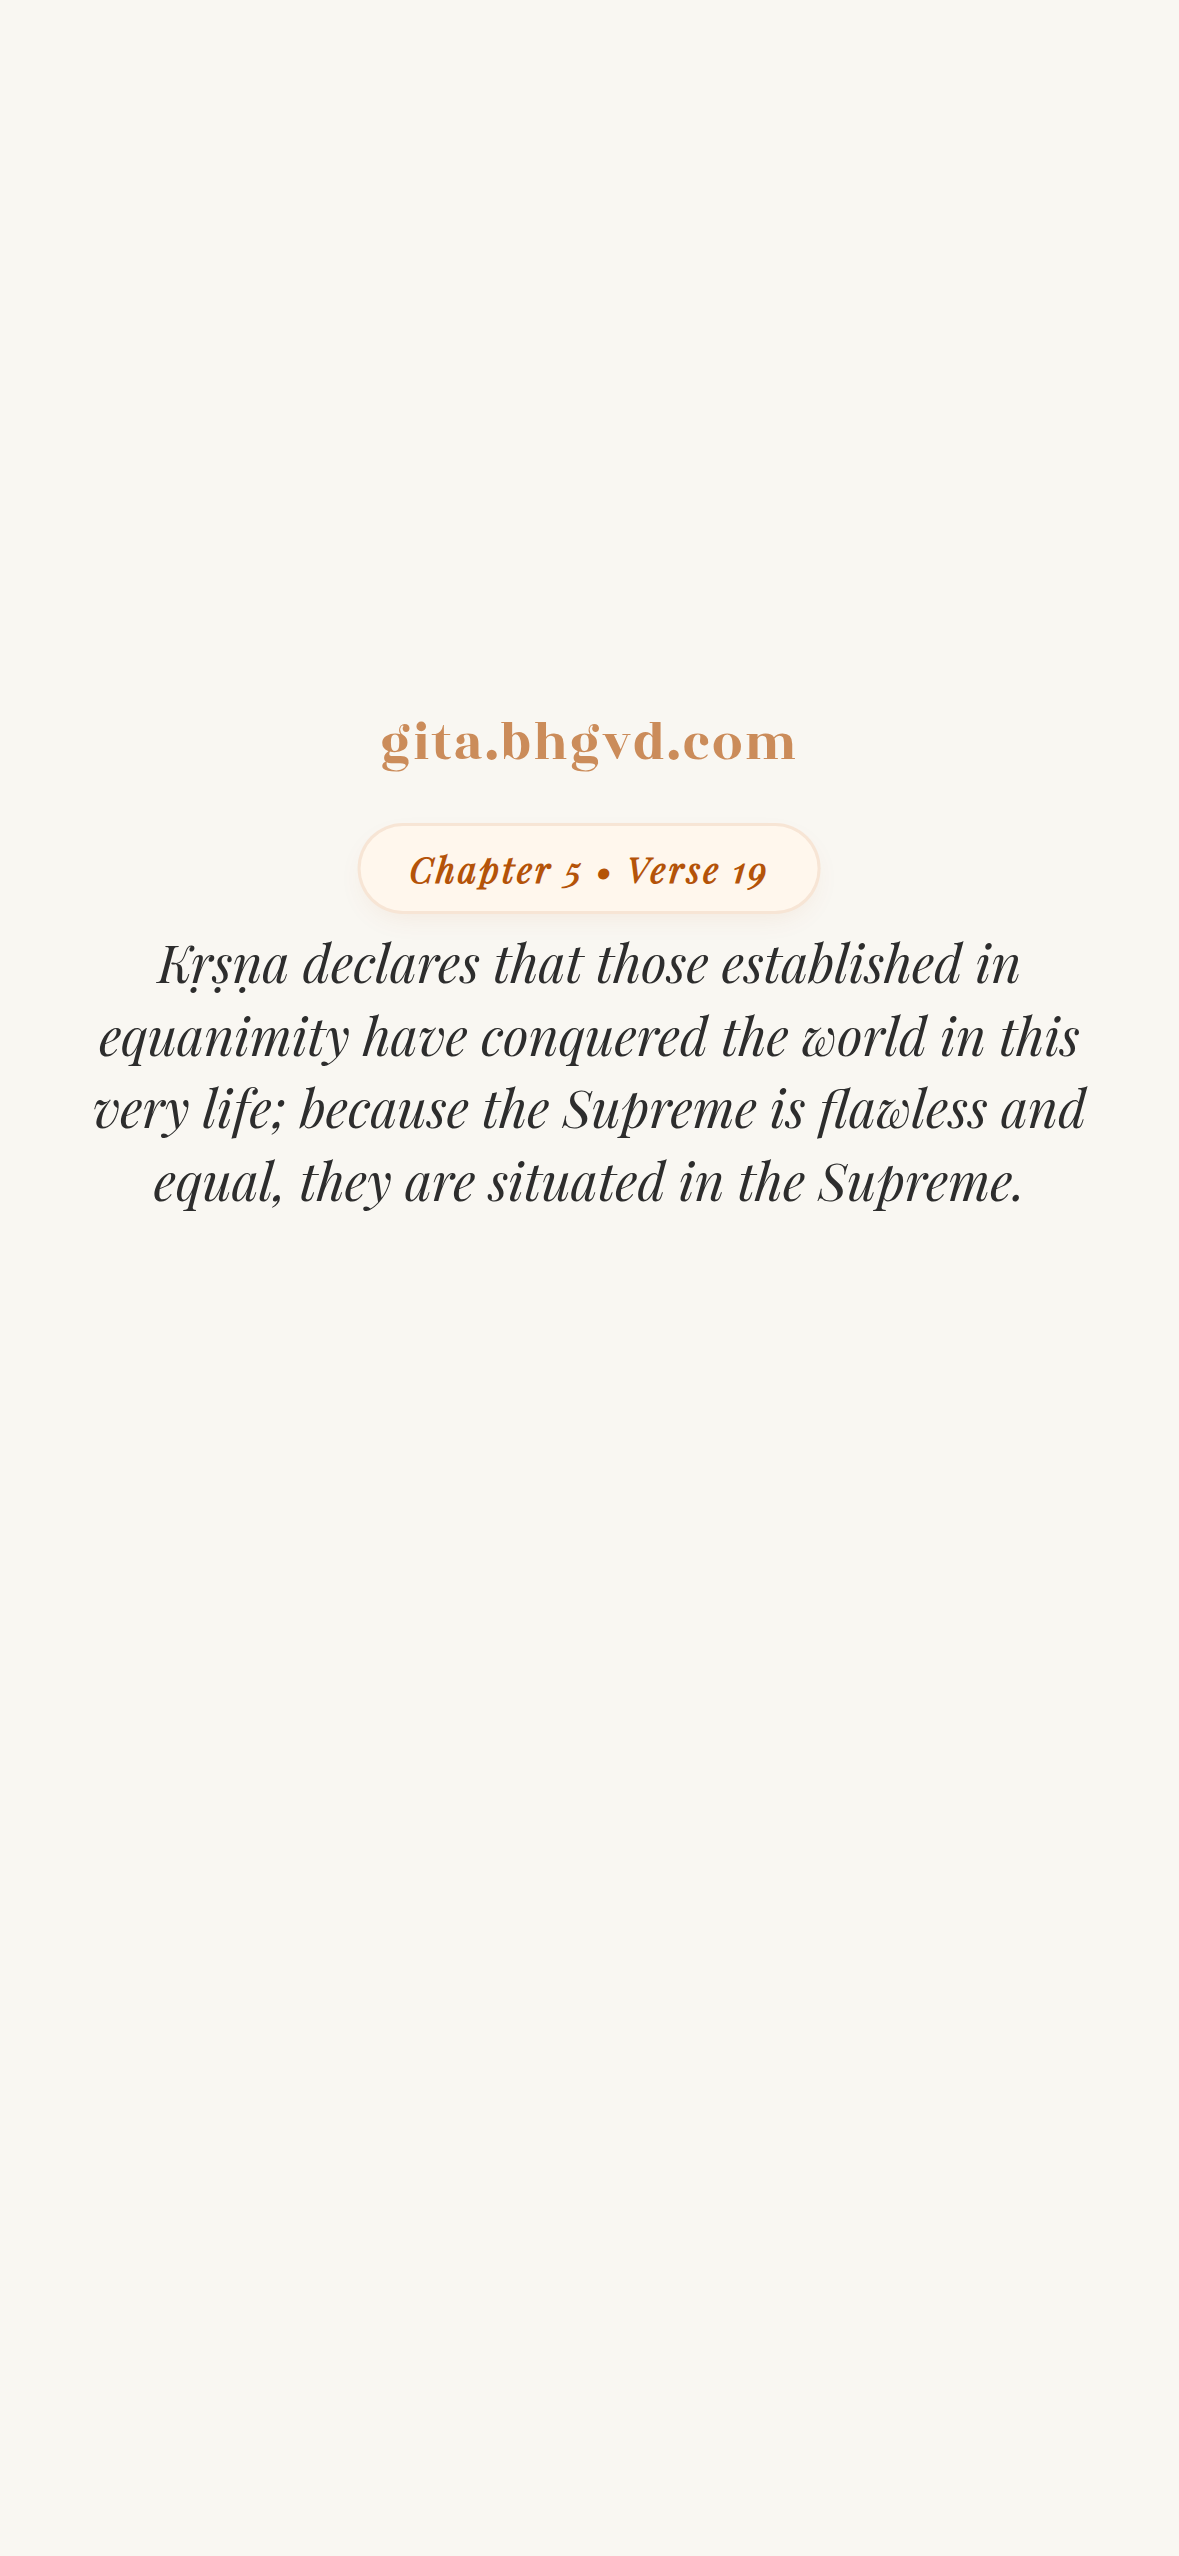 gita.bhgvd.com
Chapter 5 • Verse 19
Kṛṣṇa declares that those established in
equanimity have conquered the world in this
very life; because the Supreme is flawless and
equal, they are situated in the Supreme.